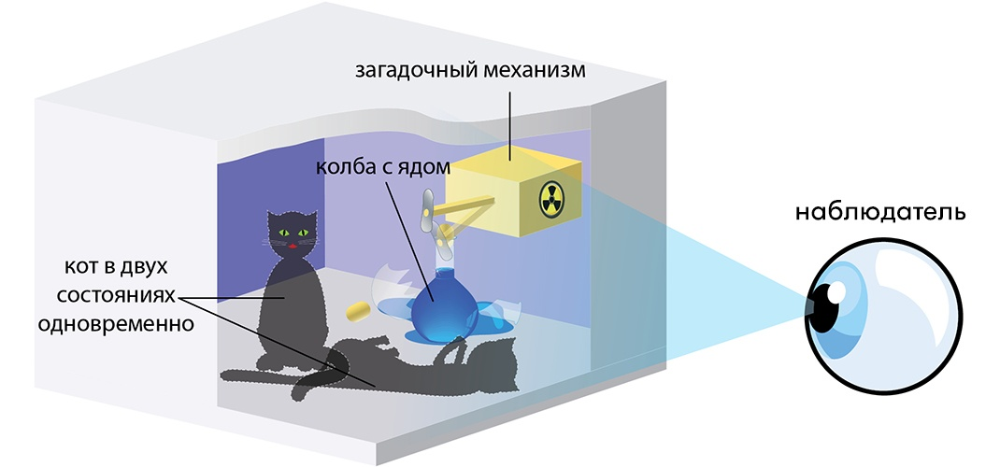 загадочный механизм
колба с ядом
наблюдатель
кот в двух
состояниях
одновременно